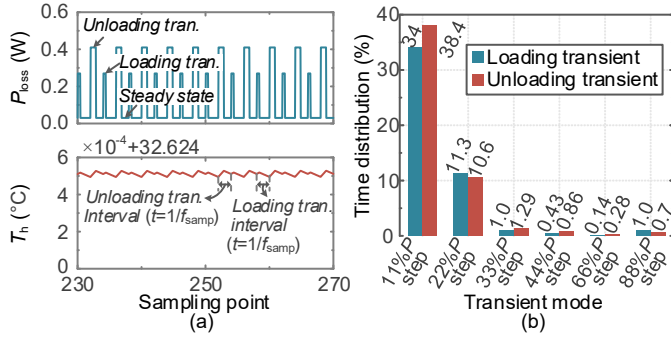 (a)
P_loss (W)
0.6
0.4
0.2
0.0
Unloading tran.
Loading tran.
Steady state
×10⁻⁴+32.624
T_h (°C)
6
4
2
0
Unloading tran.
Interval (t=1/f_samp)
Loading tran.
interval
(t=1/f_samp)
230
240
250
260
270
Sampling point
(a)
(b)
Time distribution (%)
40
30
20
10
0
Loading transient
Unloading transient
34
38.4
11.3
10.6
1.0
1.29
0.43
0.86
0.14
0.28
1.0
0.7
11%P
step
22%P
step
33%P
step
44%P
step
66%P
step
88%P
step
Transient mode
(b)